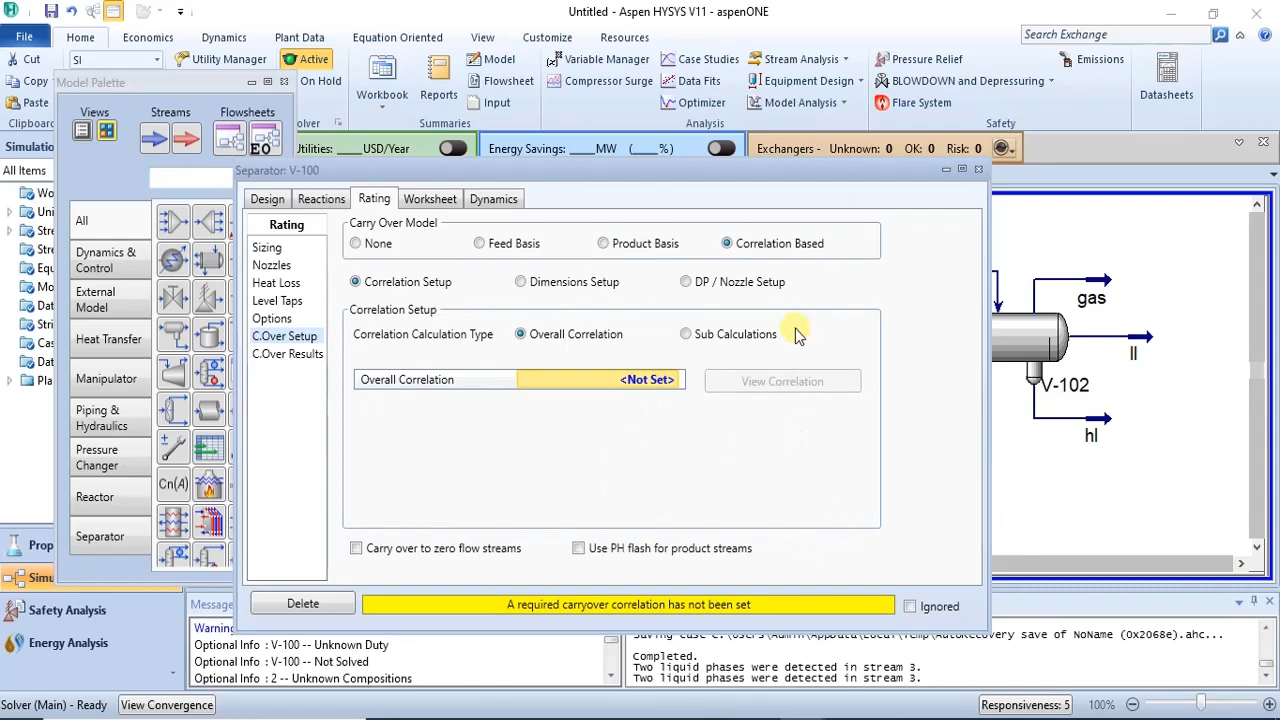 Untitled - Aspen HYSYS V11 - aspenONE
File
Home
Economics
Dynamics
Plant Data
Equation Oriented
View
Customize
Resources
Search Exchange
Cut
SI
Utility Manager
Active
Model
Variable Manager
Case Studies
Stream Analysis
Pressure Relief
Emissions
Copy
Model Palette
On Hold
Workbook
Reports
Flowsheet
Compressor Surge
Data Fits
Equipment Design
BLOWDOWN and Depressuring
Datasheets
Paste
Input
Optimizer
Model Analysis
Flare System
Clipboard
Views
Streams
Flowsheets
Summaries
Analysis
Safety
EO
Utilities: ____USD/Year
Energy Savings: ____MW (____%)
Exchangers - Unknown: 0 OK: 0 Risk: 0
All Items
Separator: V-100
Design
Reactions
Rating
Worksheet
Dynamics
All
Dynamics & Control
External Model
Heat Transfer
Manipulator
Piping & Hydraulics
Pressure Changer
Reactor
Separator
Cn(A)
Rating
Sizing
Nozzles
Heat Loss
Level Taps
Options
C.Over Setup
C.Over Results
Carry Over Model
None
Feed Basis
Product Basis
Correlation Based
Correlation Setup
Dimensions Setup
DP / Nozzle Setup
Correlation Setup
Correlation Calculation Type
Overall Correlation
Sub Calculations
Overall Correlation
<Not Set>
View Correlation
Carry over to zero flow streams
Use PH flash for product streams
Delete
A required carryover correlation has not been set
Ignored
gas
ll
V-102
hl
Safety Analysis
Energy Analysis
Optional Info : V-100 -- Unknown Duty
Optional Info : V-100 -- Not Solved
Optional Info : 2 -- Unknown Compositions
Completed.
Two liquid phases were detected in stream 3.
Two liquid phases were detected in stream 3.
Solver (Main) - Ready
View Convergence
Responsiveness: 5
100%